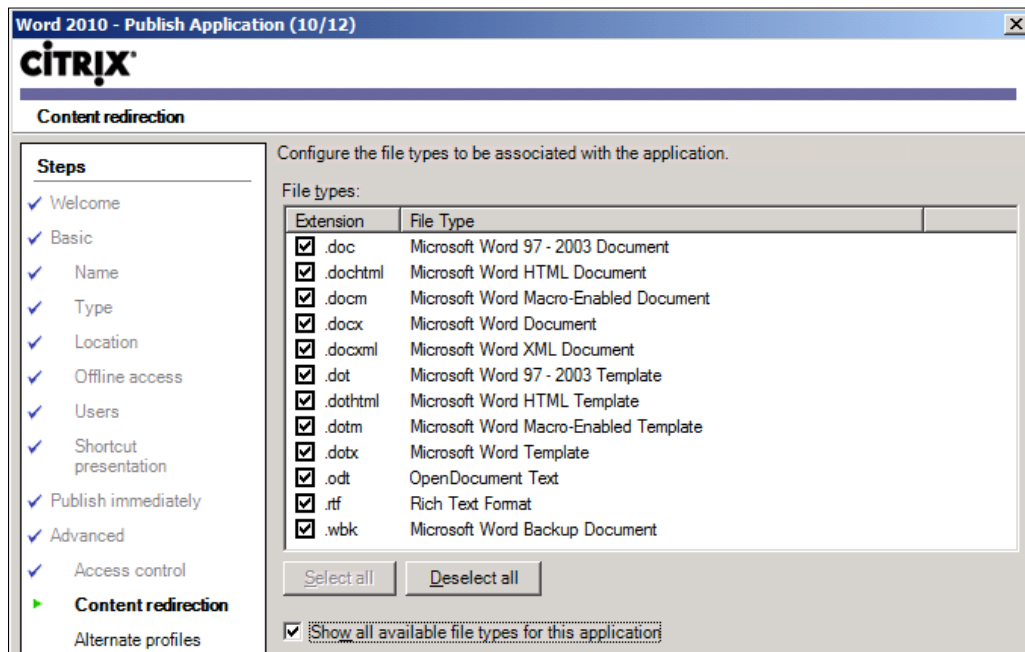 Word 2010 - Publish Application (10/12)
CITRIX
Content redirection
Steps
Welcome
Basic
Name
Type
Location
Offline access
Users
Shortcut
presentation
Publish immediately
Advanced
Access control
Content redirection
Alternate profiles
Configure the file types to be associated with the application.
File types:
Extension File Type
.doc Microsoft Word 97 - 2003 Document
.dochtml Microsoft Word HTML Document
.docm Microsoft Word Macro-Enabled Document
.docx Microsoft Word Document
.docxml Microsoft Word XML Document
.dot Microsoft Word 97 - 2003 Template
.dothtml Microsoft Word HTML Template
.dotm Microsoft Word Macro-Enabled Template
.dotx Microsoft Word Template
.odt OpenDocument Text
.rtf Rich Text Format
.wbk Microsoft Word Backup Document
Select all Deselect all
Show all available file types for this application